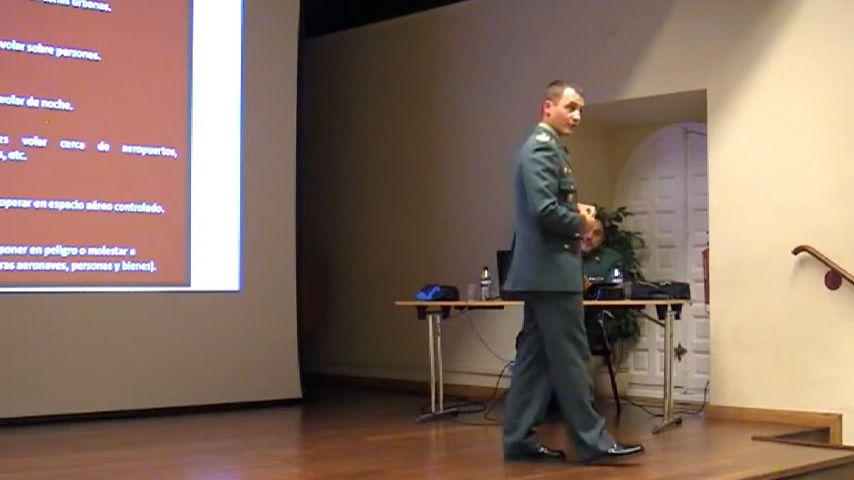 urbanas.
volar sobre personas.
volar de noche.
volar cerca de aeropuertos,
etc.
operar en espacio aéreo controlado.
poner en peligro o molestar a
aeronaves, personas y bienes].